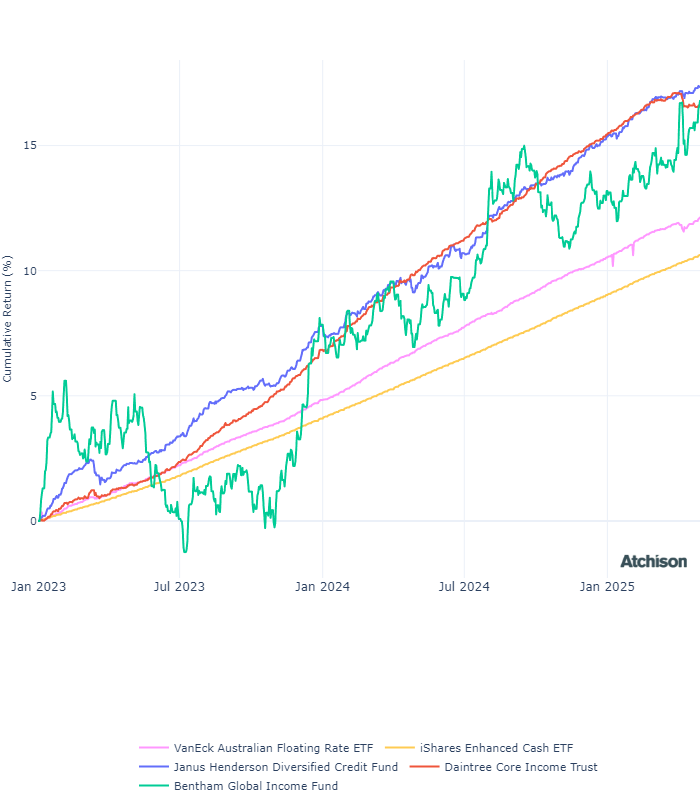 15
10
5
0
Cumulative Return (%)
Atchison
Jan 2023 Jul 2023 Jan 2024 Jul 2024 Jan 2025
VanEck Australian Floating Rate ETF iShares Enhanced Cash ETF
Janus Henderson Diversified Credit Fund Daintree Core Income Trust
Bentham Global Income Fund